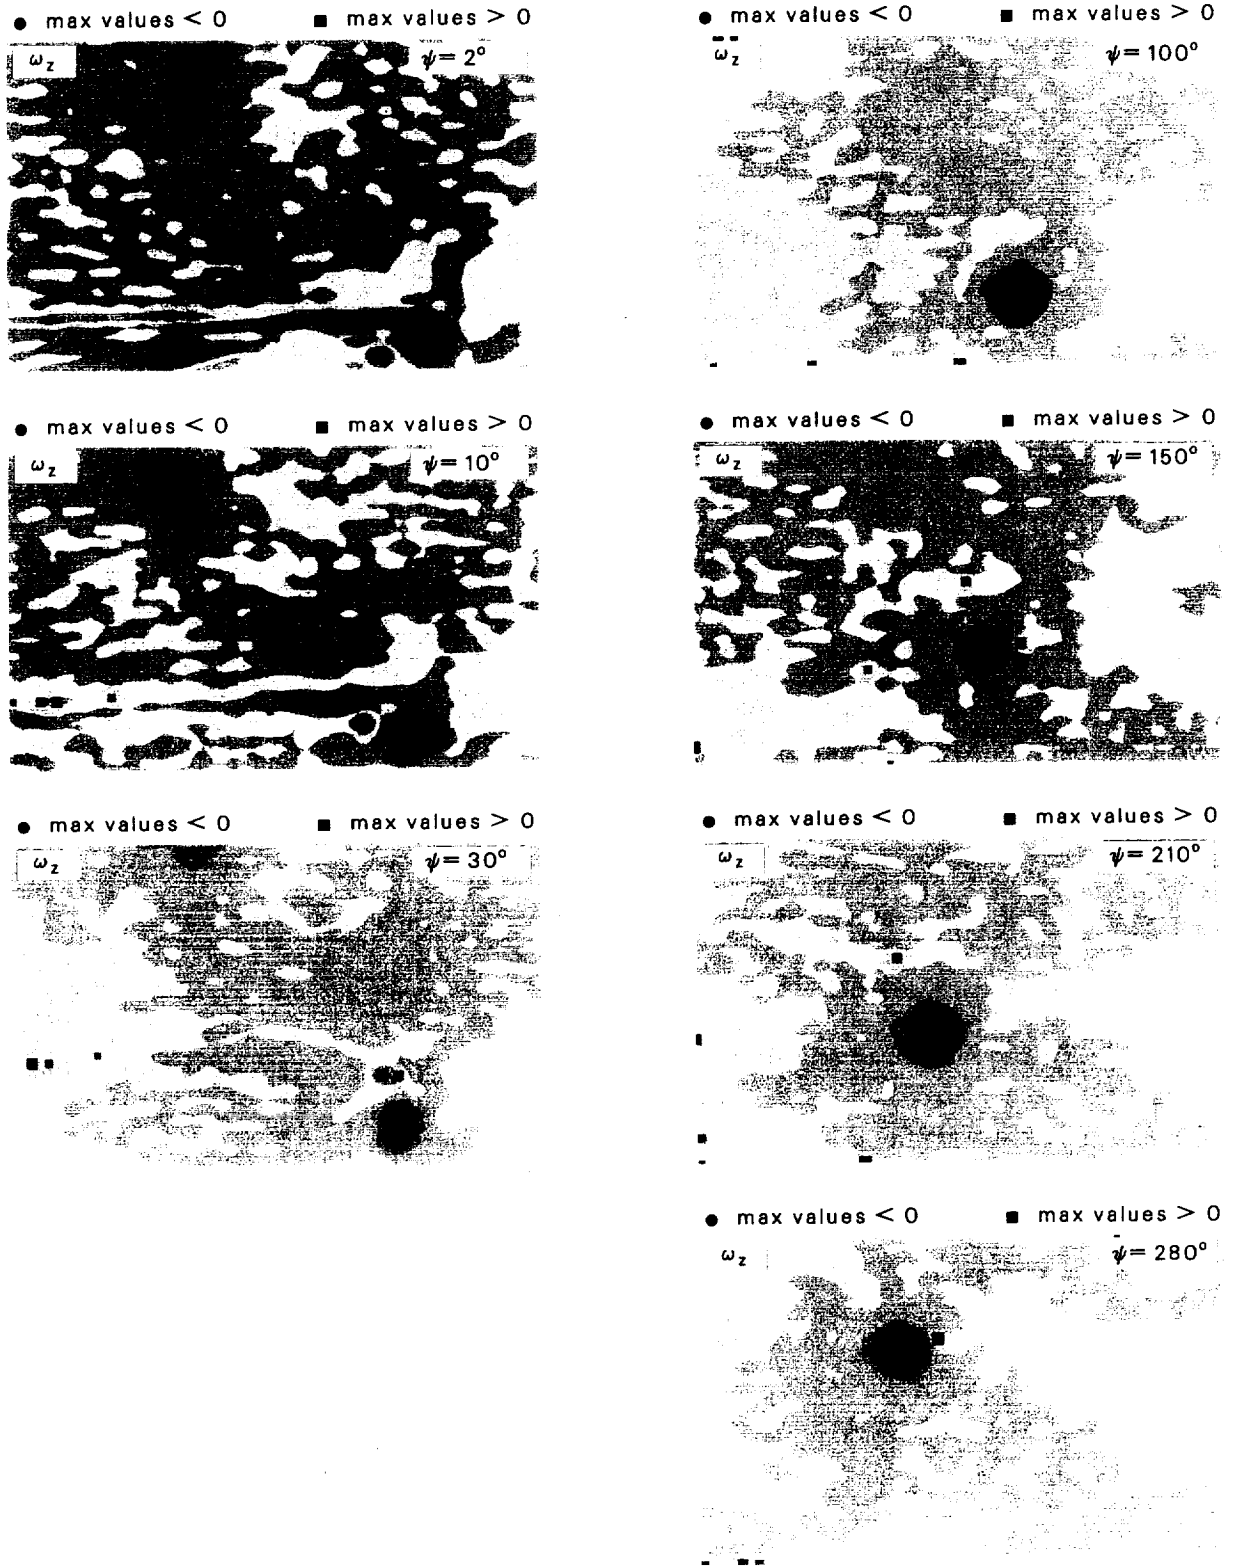 ● max values < 0 ■ max values > 0
ω_z ψ = 2°
● max values < 0 ■ max values > 0
ω_z ψ = 10°
● max values < 0 ■ max values > 0
ω_z ψ = 30°
● max values < 0 ■ max values > 0
ω_z ψ = 100°
● max values < 0 ■ max values > 0
ω_z ψ = 150°
● max values < 0 ■ max values > 0
ω_z ψ = 210°
● max values < 0 ■ max values > 0
ω_z ψ = 280°